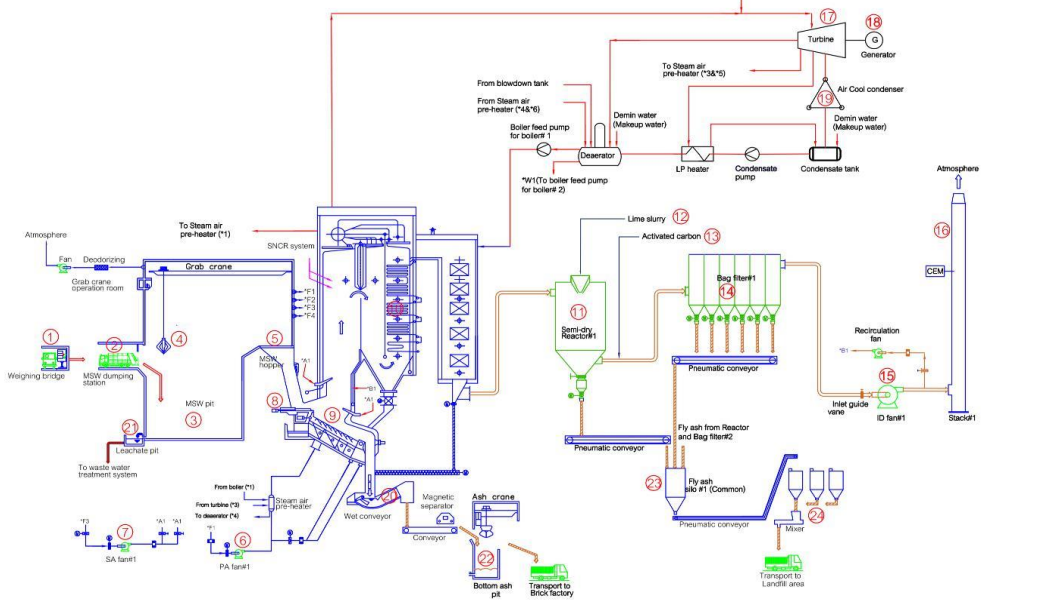 17
18
Turbine
G
Generator
To Steam air
pre-heater (*3&*5)
From blowdown tank
From Steam air
pre-heater (*4&*6)
Air Cool condenser
19
Demin water
(Makeup water)
Demin water
(Makeup water)
Boiler feed pump
for boiler# 1
Deaerator
LP heater
Condensate
pump
Condensate tank
*W1(To boiler feed pump
for boiler# 2)
Atmosphere
To Steam air
pre-heater (*1)
SNCR system
Lime slurry
12
Activated carbon
13
16
Atmosphere
Fan
Deodorizing
Grab crane
Grab crane
operation room
CEM
Bag filter#1
14
*F1
*F2
*F3
*F4
11
Semi-dry
Reactor#1
1
2
4
5
Weighing bridge
MSW dumping
station
MSW
hopper
*A1
*B1
*A1
Recirculation
fan
*B1
Pneumatic conveyor
15
Inlet guide
vane
ID fan#1
Stack#1
MSW pit
3
8
9
21
Leachate pit
To waste water
treatment system
Fly ash from Reactor
and Bag filter#2
Pneumatic conveyor
23
Fly ash
silo #1 (Common)
From boiler (*1)
From turbine (*3)
To deaerator (*4)
Steam air
pre-heater
20
Wet conveyor
Magnetic
separator
Ash crane
Conveyor
Pneumatic conveyor
Mixer
24
*F3
*A1
*A1
7
SA fan#1
*F1
6
PA fan#1
22
Bottom ash
pit
Transport to
Brick factory
Transport to
Landfill area